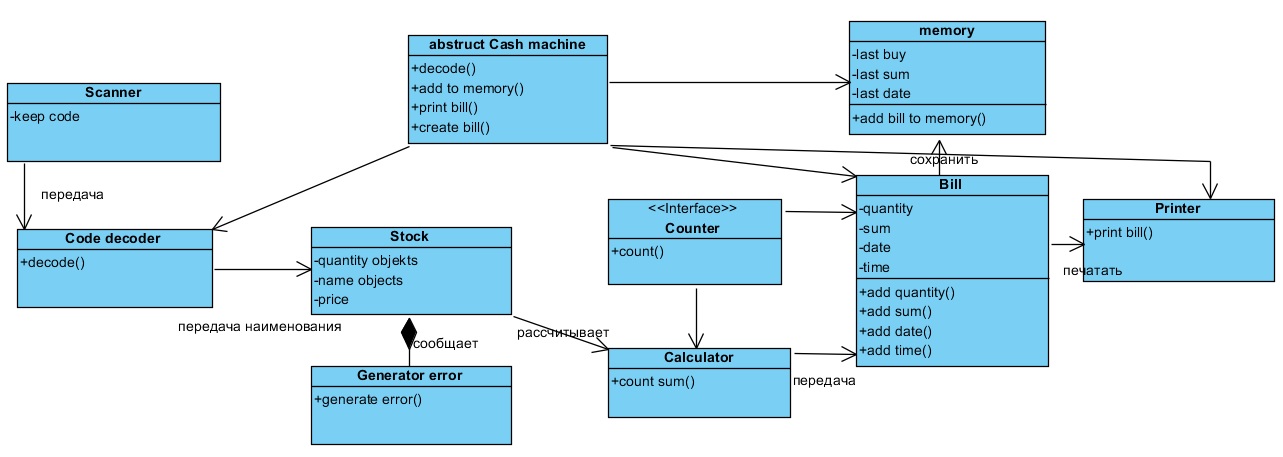 abstruct Cash machine
+decode()
+add to memory()
+print bill()
+create bill()
memory
-last buy
-last sum
-last date
+add bill to memory()
Scanner
-keep code
передача
сохранить
Code decoder
+decode()
Stock
-quantity objekts
-name objects
-price
<<Interface>>
Counter
+count()
Bill
-quantity
-sum
-date
-time
+add quantity()
+add sum()
+add date()
+add time()
Printer
+print bill()
печатать
передача наименования
сообщает
рассчитывает
Generator error
+generate error()
Calculator
+count sum()
передача